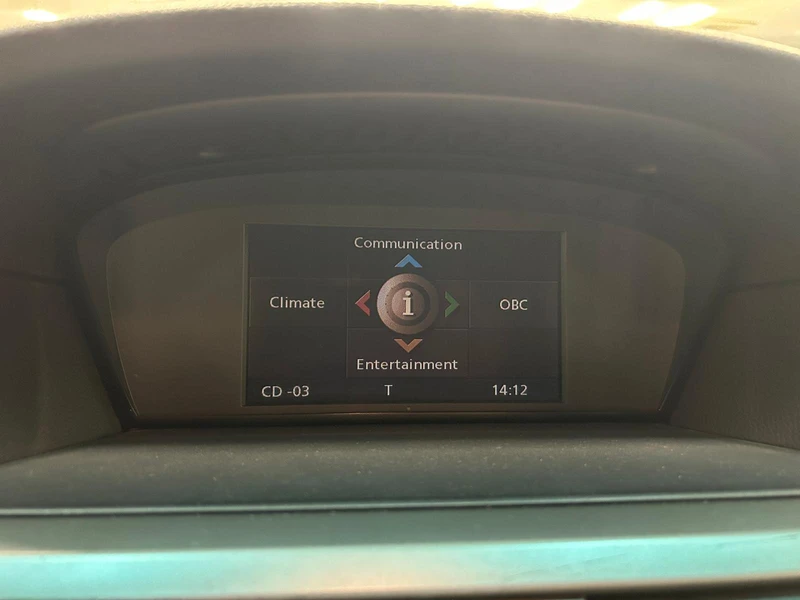 Communication
Climate
i
OBC
Entertainment
CD -03
T
14:12